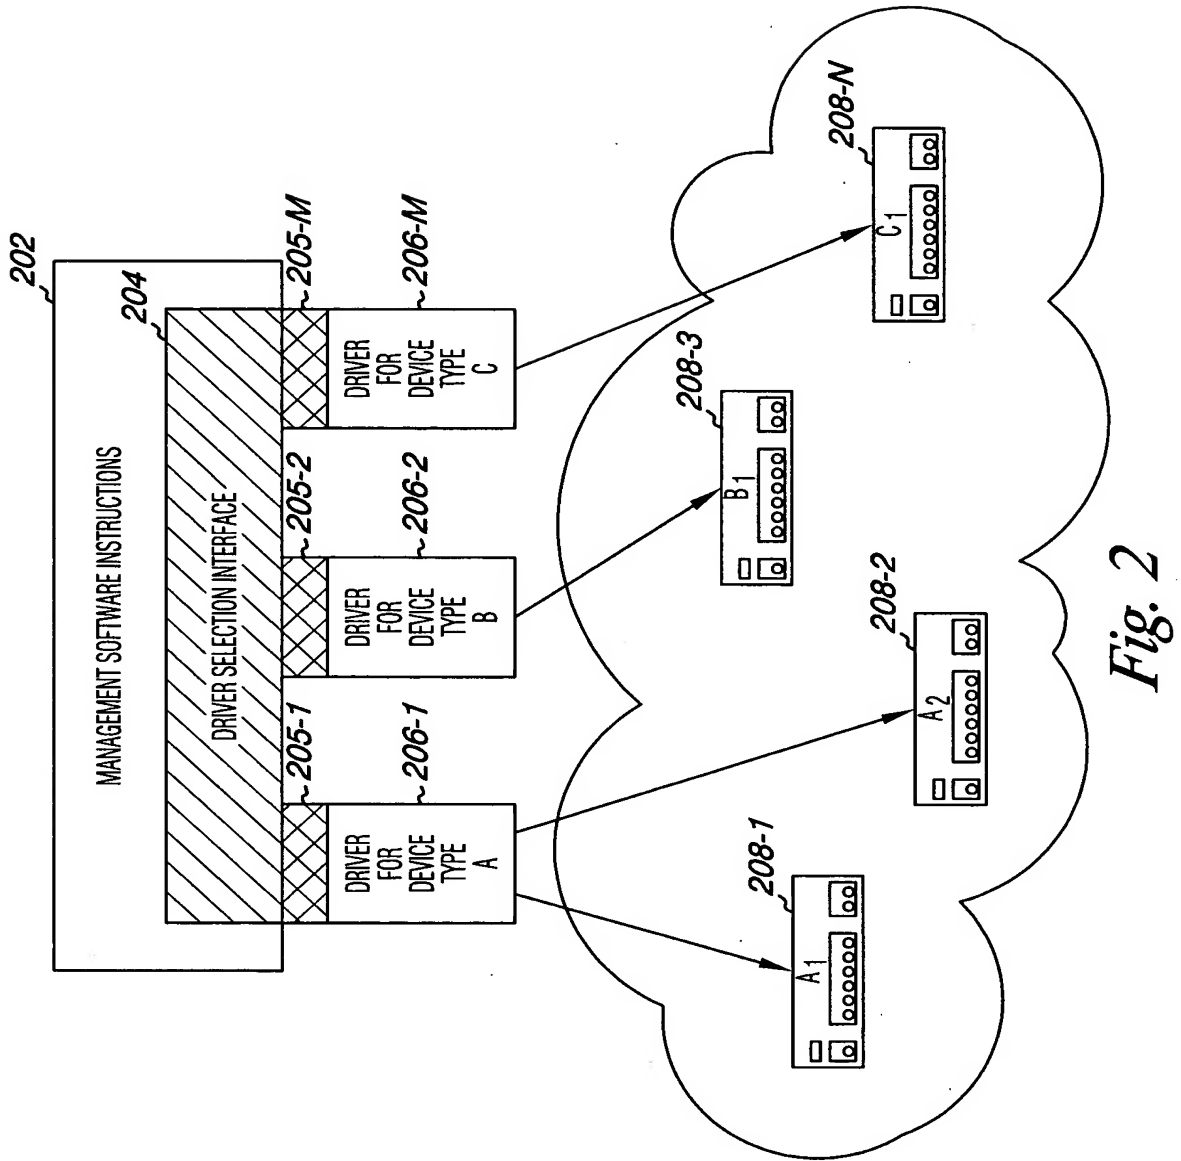 202
MANAGEMENT SOFTWARE INSTRUCTIONS
204
DRIVER SELECTION INTERFACE
205-1
205-2
205-M
DRIVER
FOR
DEVICE
TYPE
A
206-1
DRIVER
FOR
DEVICE
TYPE
B
206-2
DRIVER
FOR
DEVICE
TYPE
C
206-M
208-1
A1
208-2
A2
208-3
B1
208-N
C1
Fig. 2